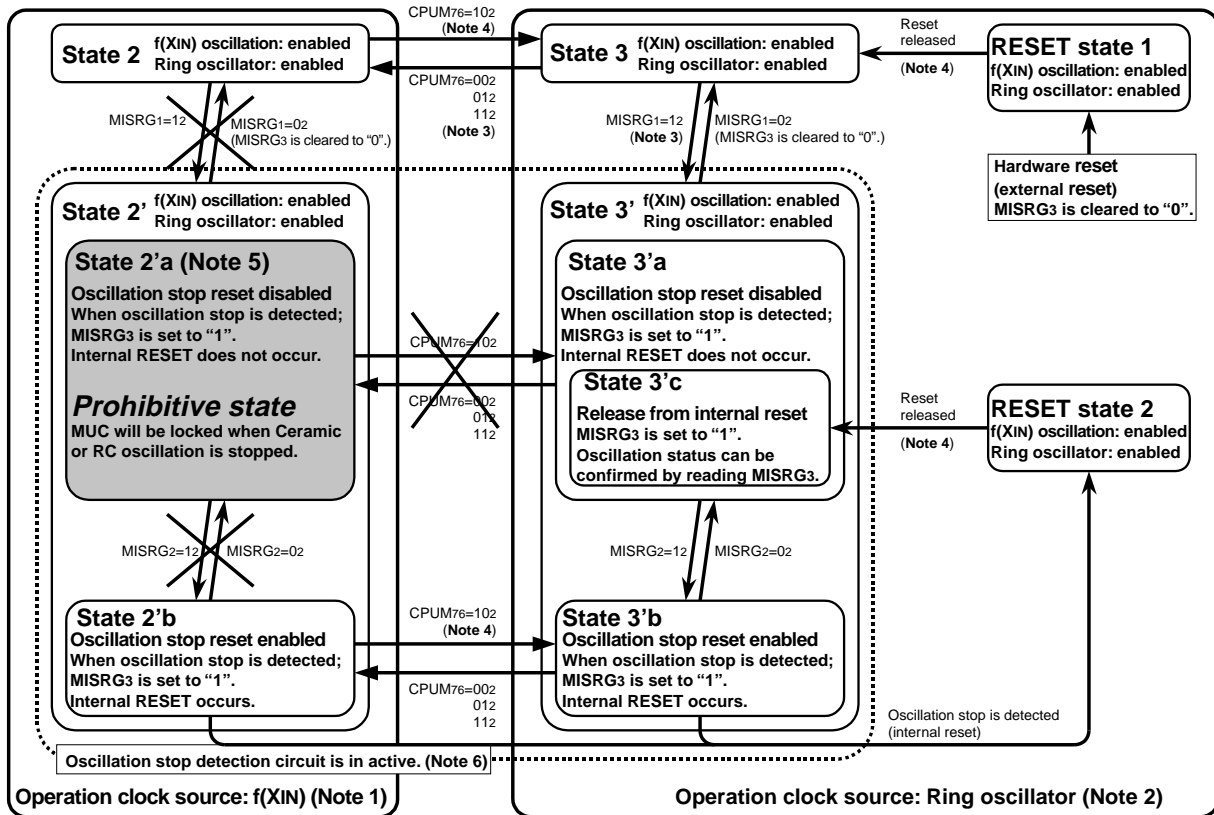 State 2
f(XIN) oscillation: enabled
Ring oscillator: enabled
CPUM76=102
(Note 4)
CPUM76=002
012
112
(Note 3)
State 3
f(XIN) oscillation: enabled
Ring oscillator: enabled
Reset
released
(Note 4)
RESET state 1
f(XIN) oscillation: enabled
Ring oscillator: enabled
MISRG1=12
MISRG1=02
(MISRG3 is cleared to “0”.)
MISRG1=12
(Note 3)
MISRG1=02
(MISRG3 is cleared to “0”.)
Hardware reset
(external reset)
MISRG3 is cleared to “0”.
State 2'
f(XIN) oscillation: enabled
Ring oscillator: enabled
State 3'
f(XIN) oscillation: enabled
Ring oscillator: enabled
State 2'a (Note 5)
Oscillation stop reset disabled
When oscillation stop is detected;
MISRG3 is set to “1”.
Internal RESET does not occur.
Prohibitive state
MUC will be locked when Ceramic
or RC oscillation is stopped.
CPUM76=102
CPUM76=002
012
112
State 3'a
Oscillation stop reset disabled
When oscillation stop is detected;
MISRG3 is set to “1”.
Internal RESET does not occur.
State 3'c
Release from internal reset
MISRG3 is set to “1”.
Oscillation status can be
confirmed by reading MISRG3.
Reset
released
(Note 4)
RESET state 2
f(XIN) oscillation: enabled
Ring oscillator: enabled
MISRG2=12
MISRG2=02
MISRG2=12
MISRG2=02
State 2'b
Oscillation stop reset enabled
When oscillation stop is detected;
MISRG3 is set to “1”.
Internal RESET occurs.
CPUM76=102
(Note 4)
CPUM76=002
012
112
State 3'b
Oscillation stop reset enabled
When oscillation stop is detected;
MISRG3 is set to “1”.
Internal RESET occurs.
Oscillation stop is detected
(internal reset)
Oscillation stop detection circuit is in active. (Note 6)
Operation clock source: f(XIN) (Note 1)
Operation clock source: Ring oscillator (Note 2)